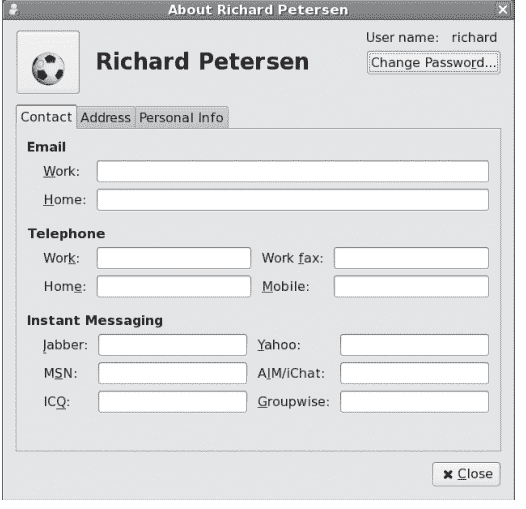 About Richard Petersen
User name: richard
Richard Petersen
Change Password...
Contact Address Personal Info
Email
Work:
Home:
Telephone
Work: Work fax:
Home: Mobile:
Instant Messaging
Jabber: Yahoo:
MSN: AIM/iChat:
ICQ: Groupwise:
Close